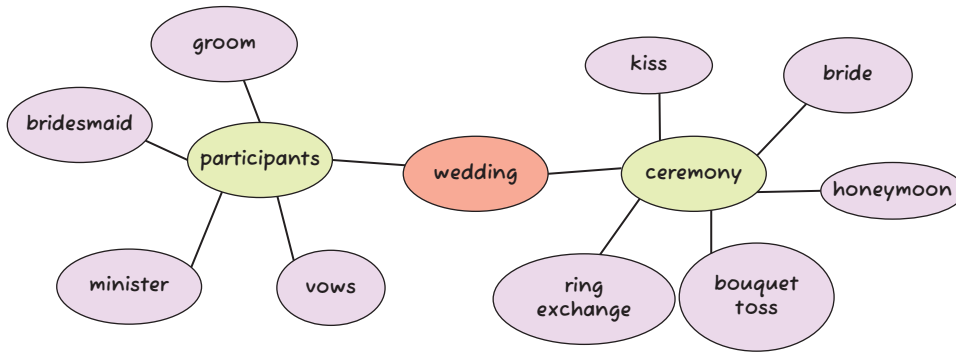 groom
kiss
bride
bridesmaid
participants
wedding
ceremony
honeymoon
minister
vows
ring
exchange
bouquet
toss